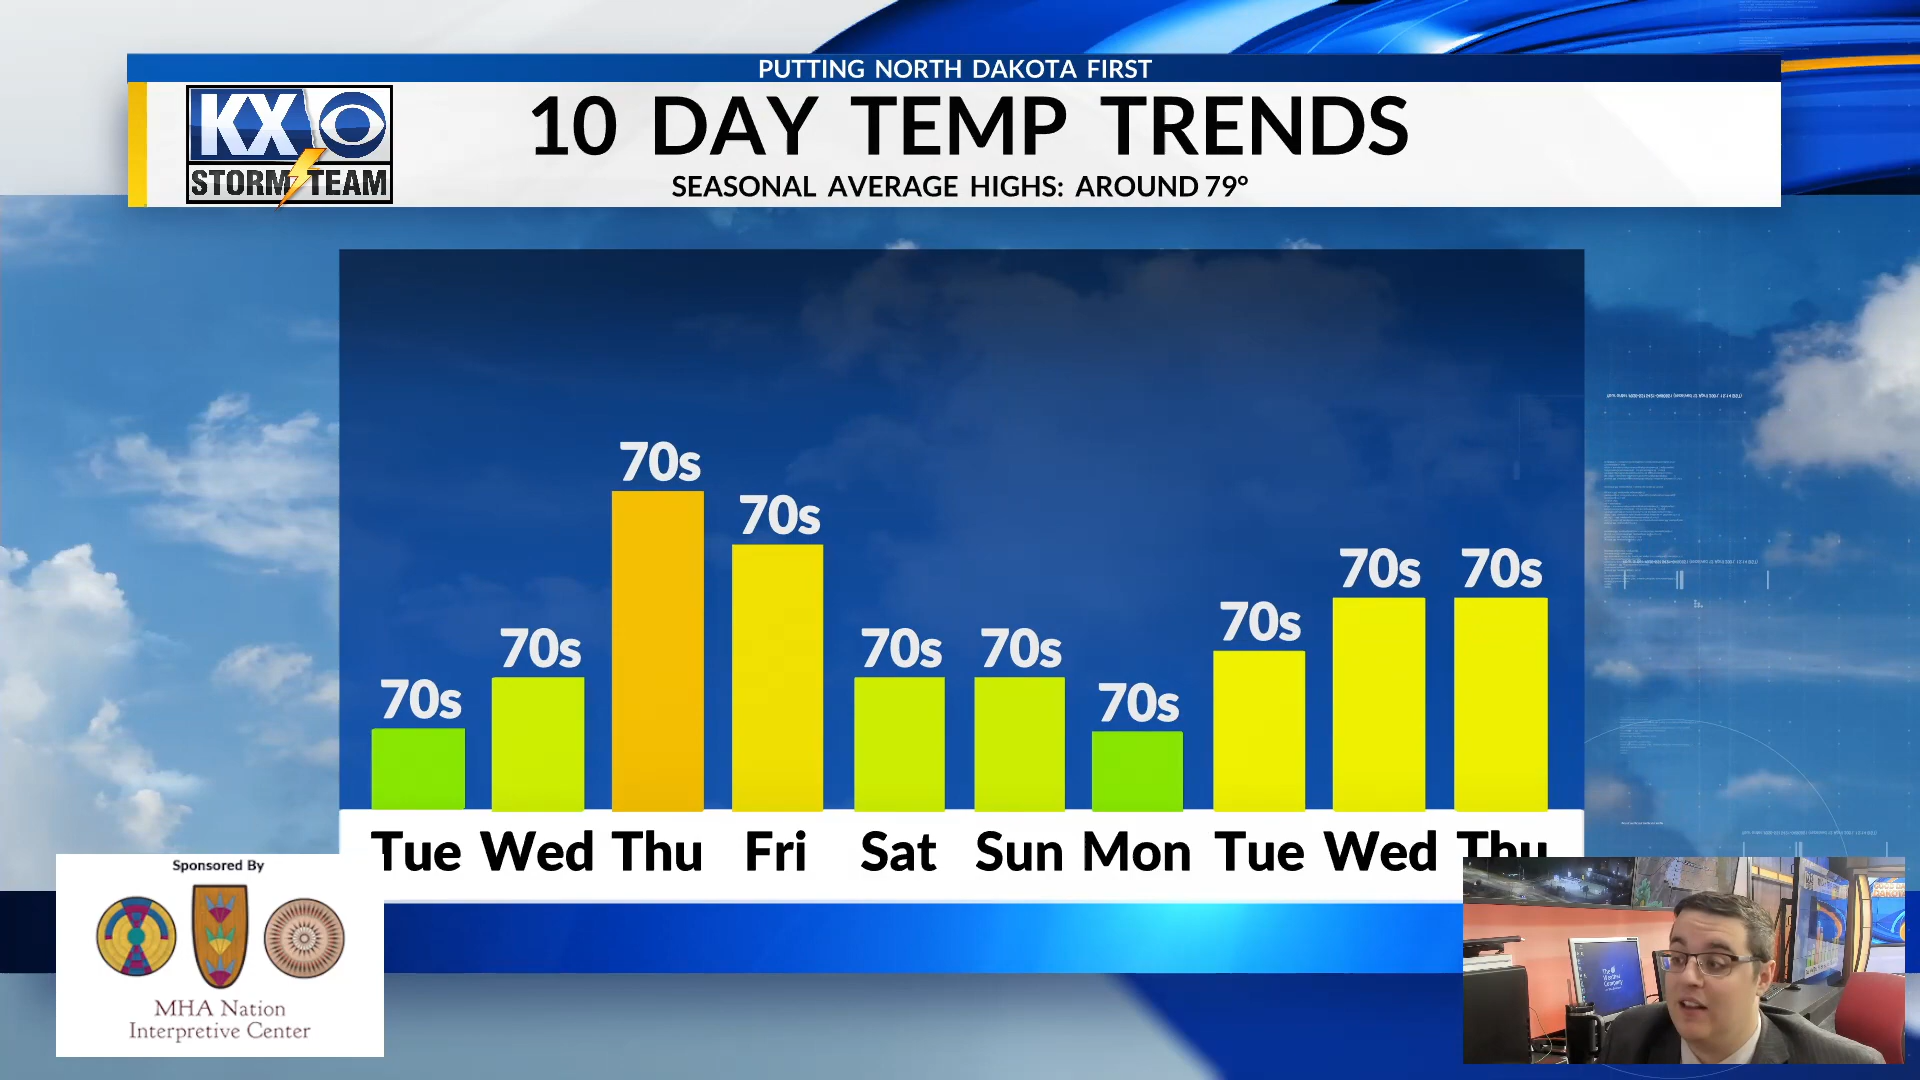 PUTTING NORTH DAKOTA FIRST
KX
STORM TEAM
10 DAY TEMP TRENDS
SEASONAL AVERAGE HIGHS: AROUND 79°
70s
70s
70s
70s
70s
70s
70s
70s
70s
70s
Tue Wed Thu Fri Sat Sun Mon Tue Wed Thu
Sponsored By
MHA Nation
Interpretive Center